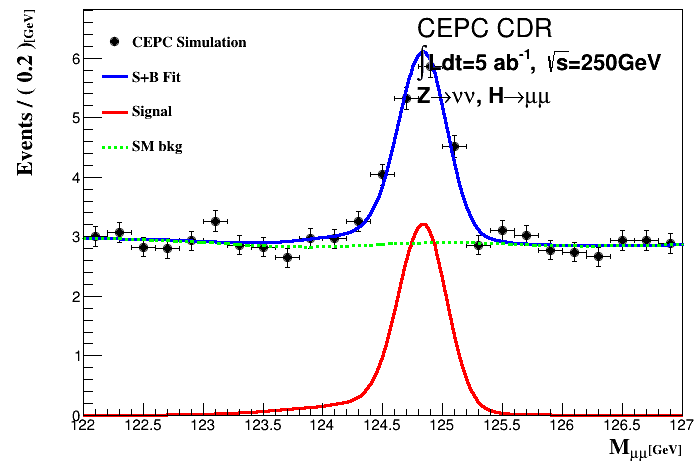 CEPC CDR
∫Ldt=5 ab⁻¹, √s=250GeV
Z→νν, H→μμ
CEPC Simulation
S+B Fit
Signal
SM bkg
Events / ( 0.2 )[GeV]
6
5
4
3
2
1
0
122 122.5 123 123.5 124 124.5 125 125.5 126 126.5 127
M_μμ[GeV]